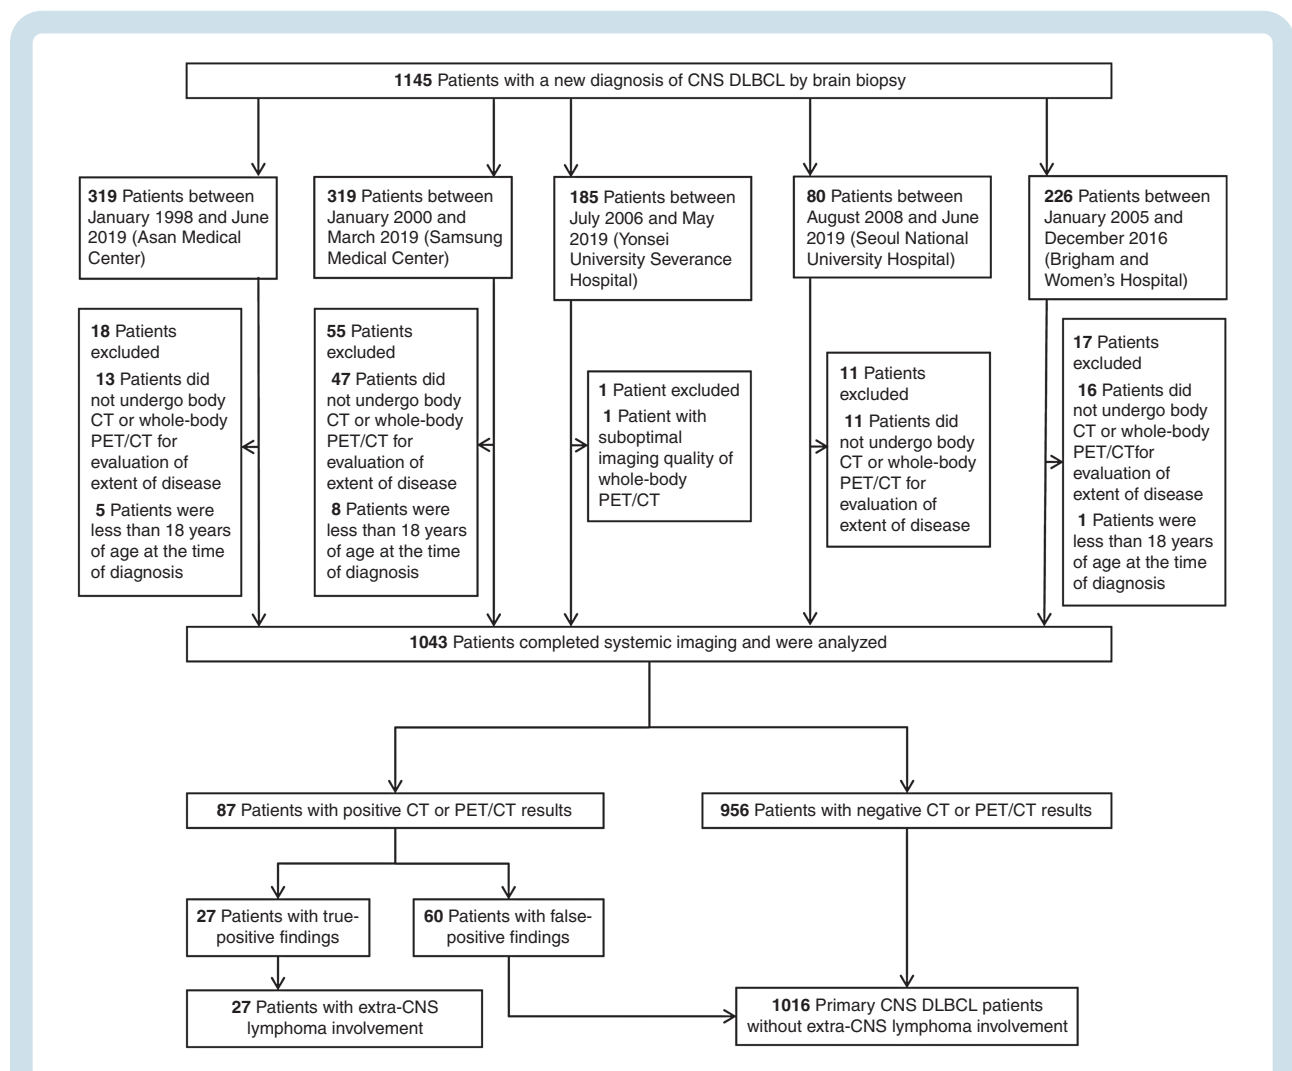 1145 Patients with a new diagnosis of CNS DLBCL by brain biopsy
319 Patients between
January 1998 and June
2019 (Asan Medical
Center)
319 Patients between
January 2000 and
March 2019 (Samsung
Medical Center)
185 Patients between
July 2006 and May
2019 (Yonsei
University Severance
Hospital)
80 Patients between
August 2008 and June
2019 (Seoul National
University Hospital)
226 Patients between
January 2005 and
December 2016
(Brigham and
Women's Hospital)
18 Patients
excluded
13 Patients did
not undergo body
CT or whole-body
PET/CT for
evaluation of
extent of disease
5 Patients were
less than 18 years
of age at the time
of diagnosis
55 Patients
excluded
47 Patients did
not undergo body
CT or whole-body
PET/CT for
evaluation of
extent of disease
8 Patients were
less than 18 years
of age at the time
of diagnosis
1 Patient excluded
1 Patient with
suboptimal
imaging quality of
whole-body
PET/CT
11 Patients
excluded
11 Patients did
not undergo body
CT or whole-body
PET/CT for
evaluation of
extent of disease
17 Patients
excluded
16 Patients did
not undergo body
CT or whole-body
PET/CTfor
evaluation of
extent of disease
1 Patients were
less than 18 years
of age at the time
of diagnosis
1043 Patients completed systemic imaging and were analyzed
87 Patients with positive CT or PET/CT results
956 Patients with negative CT or PET/CT results
27 Patients with true-
positive findings
60 Patients with false-
positive findings
27 Patients with extra-CNS
lymphoma involvement
1016 Primary CNS DLBCL patients
without extra-CNS lymphoma involvement